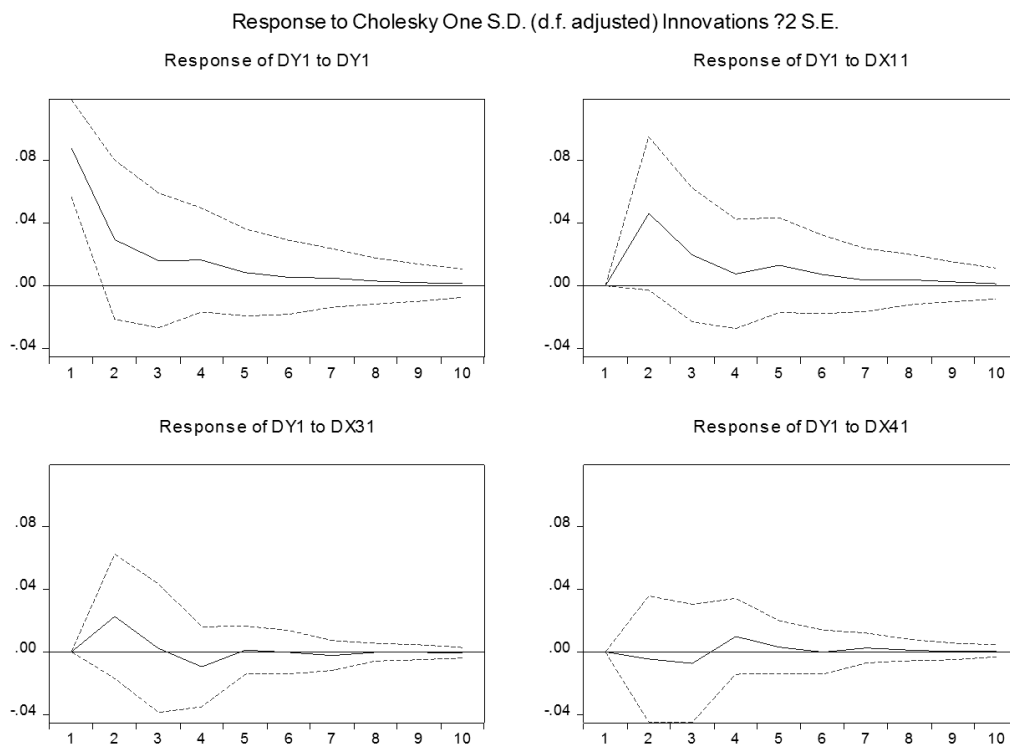 Response to Cholesky One S.D. (d.f. adjusted) Innovations ?2 S.E.
Response of DY1 to DY1
.08
.04
.00
-.04
1 2 3 4 5 6 7 8 9 10
Response of DY1 to DX11
.08
.04
.00
-.04
1 2 3 4 5 6 7 8 9 10
Response of DY1 to DX31
.08
.04
.00
-.04
1 2 3 4 5 6 7 8 9 10
Response of DY1 to DX41
.08
.04
.00
-.04
1 2 3 4 5 6 7 8 9 10